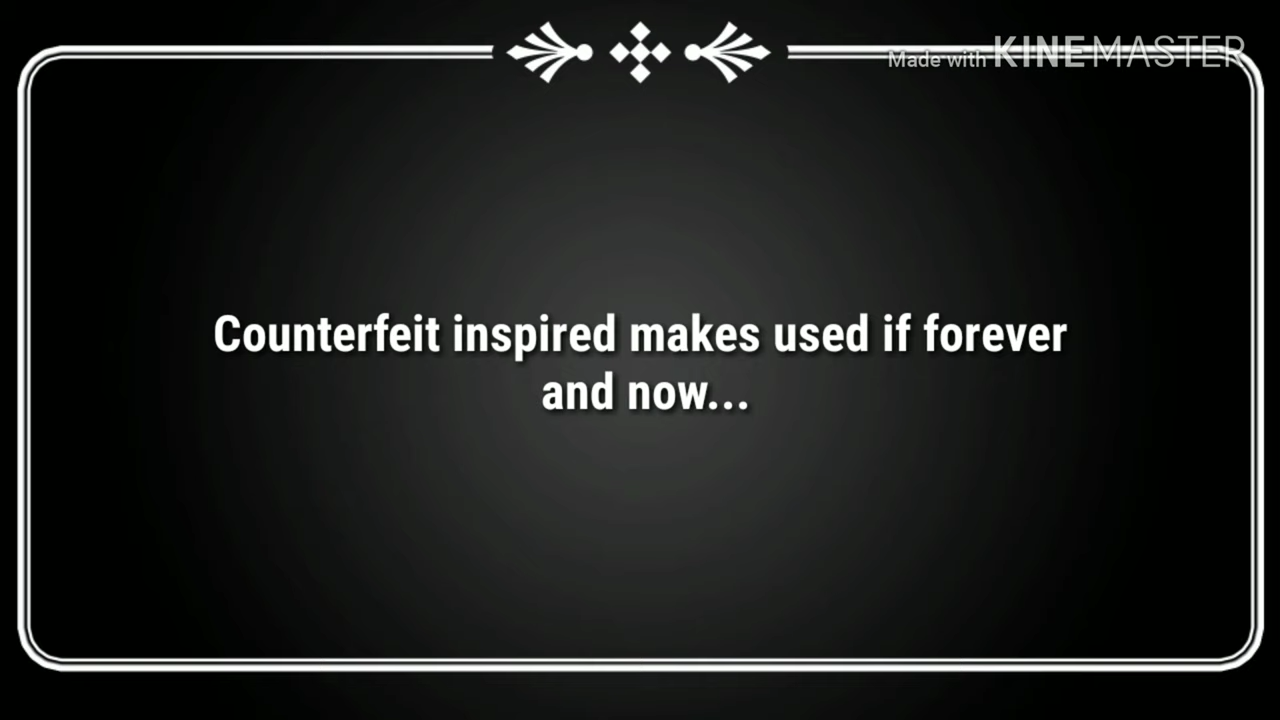 Made with KINEMASTER
Counterfeit inspired makes used if forever
and now...